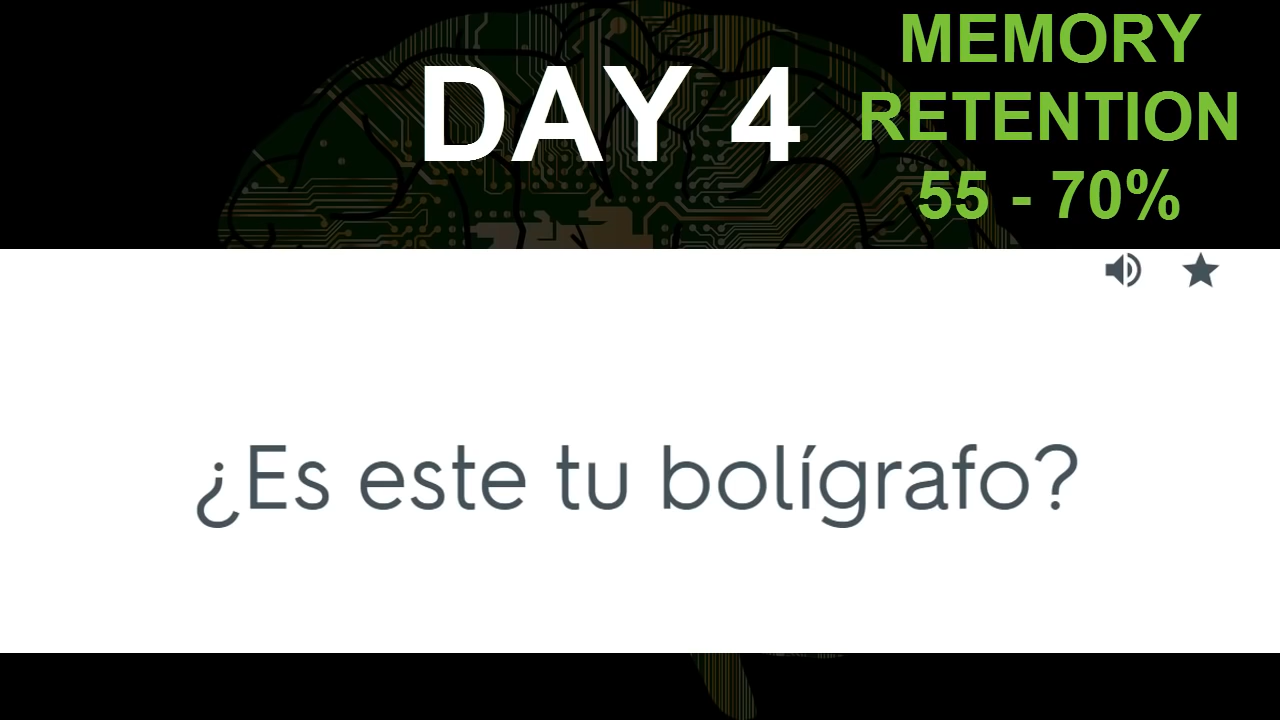 DAY 4
MEMORY
RETENTION
55 - 70%
¿Es este tu bolígrafo?